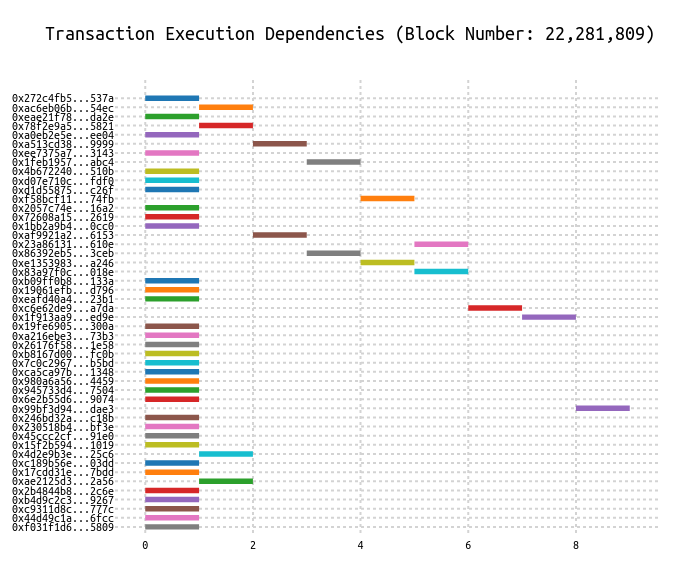 Transaction Execution Dependencies (Block Number: 22,281,809)
0x272c4fb5...537a
0xac6eb06b...54ec
0xeae21f78...da2e
0x78f2e9a5...5821
0xa0eb2e5e...ee04
0xa513cd38...9999
0xee7375a7...3143
0x1feb1957...abc4
0x4b672240...510b
0xd07e710c...fdf0
0xd1d55875...c26f
0xf58bcf11...74fb
0x2057c74e...16a2
0x72608a15...2619
0x1bb2a9b4...0cc0
0xaf9921a2...6153
0x23a86131...610e
0x86392eb5...3ceb
0xe1353983...a246
0x83a97f0c...018e
0xb09ff0b8...133a
0x19061efb...d796
0xeafd40a4...23b1
0xc6e62de9...a7da
0x1f913aa9...ed9e
0x19fe6905...300a
0xa216ebe3...73b3
0x26176f58...1e58
0xb8167d00...fc0b
0x7c0c2967...b5bd
0xca5ca97b...1348
0x980a6a56...4459
0x945733d4...7504
0x6e2b55d6...9074
0x99bf3d94...dae3
0x246bd32a...c18b
0x230518b4...bf3e
0x45ccc2cf...91e0
0x15f2b594...1019
0x4d2e9b3e...25c6
0xc189b56e...03dd
0x17cdd31e...7bdd
0xae2125d3...2a56
0x2b4844b8...2c6e
0xb4d9c2c3...9267
0xc9311d8c...777c
0x44d49c1a...6fcc
0xf031f1d6...5809
0 2 4 6 8